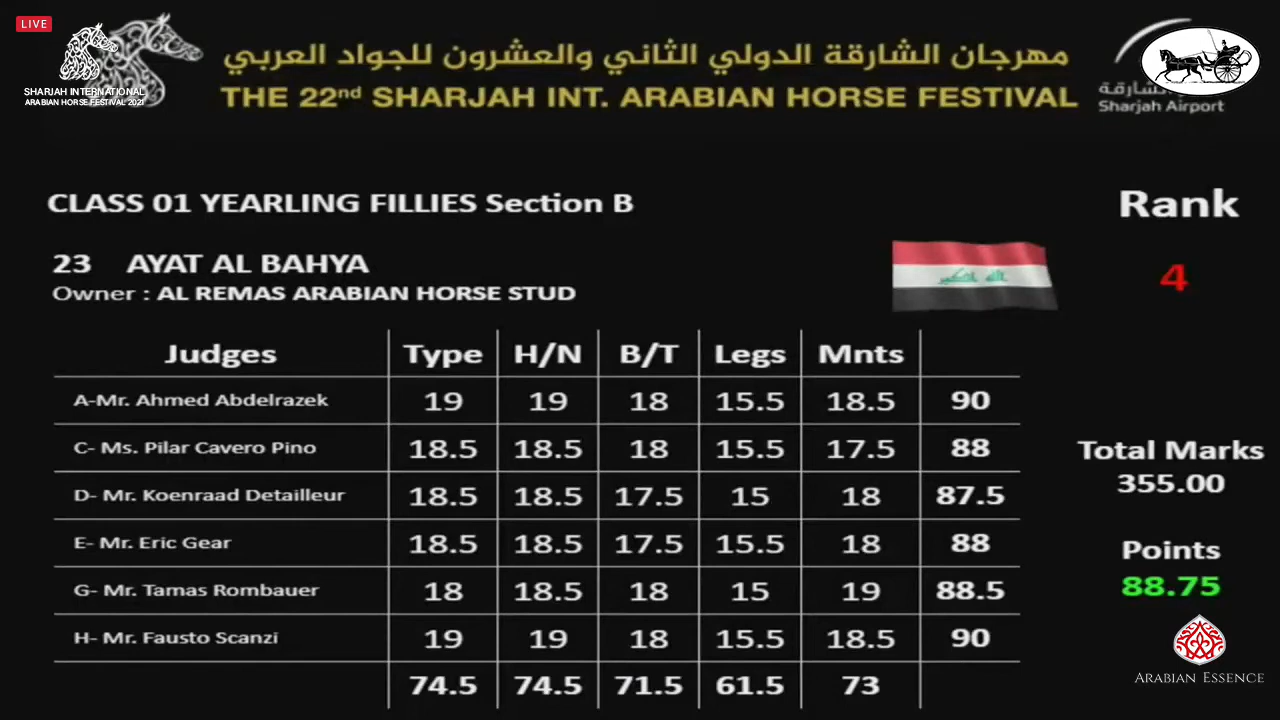 LIVE
SHARJAH INTERNATIONAL
ARABIAN HORSE FESTIVAL 2021
مهرجان الشارقة الدولي الثاني والعشرون للجواد العربي
THE 22nd SHARJAH INT. ARABIAN HORSE FESTIVAL
Sharjah Airport
CLASS 01 YEARLING FILLIES Section B
Rank
23 AYAT AL BAHYA
4
Owner : AL REMAS ARABIAN HORSE STUD
Judges Type H/N B/T Legs Mnts
A-Mr. Ahmed Abdelrazek 19 19 18 15.5 18.5 90
C- Ms. Pilar Cavero Pino 18.5 18.5 18 15.5 17.5 88
D- Mr. Koenraad Detailleur 18.5 18.5 17.5 15 18 87.5
E- Mr. Eric Gear 18.5 18.5 17.5 15.5 18 88
G- Mr. Tamas Rombauer 18 18.5 18 15 19 88.5
H- Mr. Fausto Scanzi 19 19 18 15.5 18.5 90
74.5 74.5 71.5 61.5 73
Total Marks
355.00
Points
88.75
ARABIAN ESSENCE